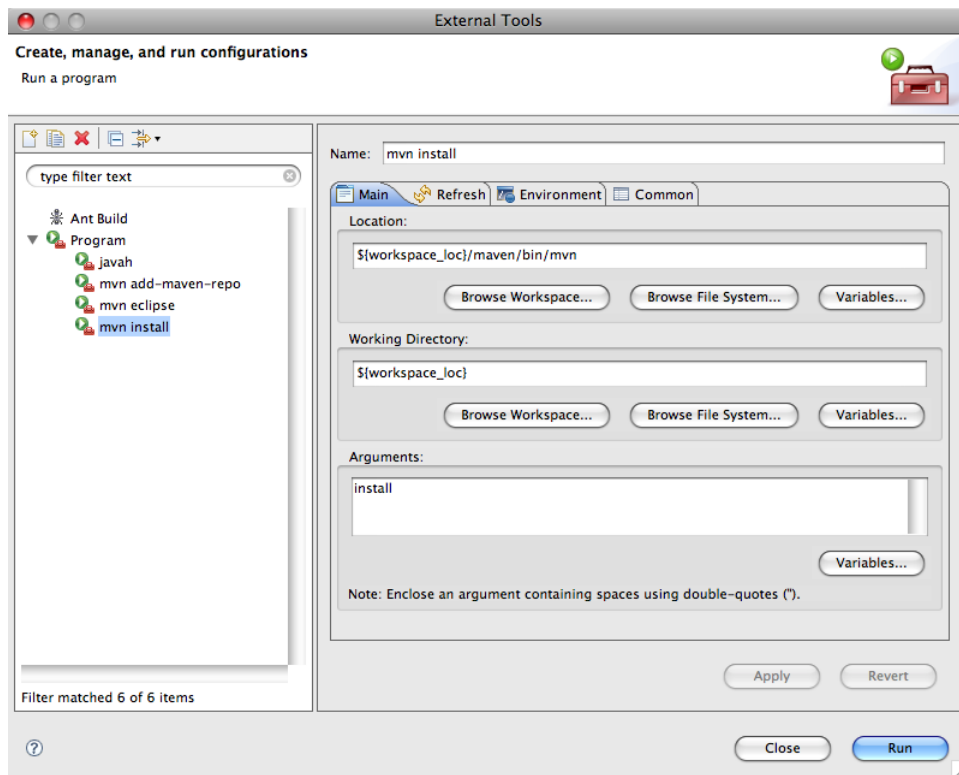 External Tools
Create, manage, and run configurations
Run a program
type filter text
Ant Build
Program
javah
mvn add-maven-repo
mvn eclipse
mvn install
Filter matched 6 of 6 items
Name: mvn install
Main Refresh Environment Common
Location:
${workspace_loc}/maven/bin/mvn
Browse Workspace... Browse File System... Variables...
Working Directory:
${workspace_loc}
Browse Workspace... Browse File System... Variables...
Arguments:
install
Variables...
Note: Enclose an argument containing spaces using double-quotes (").
Apply Revert
? Close Run